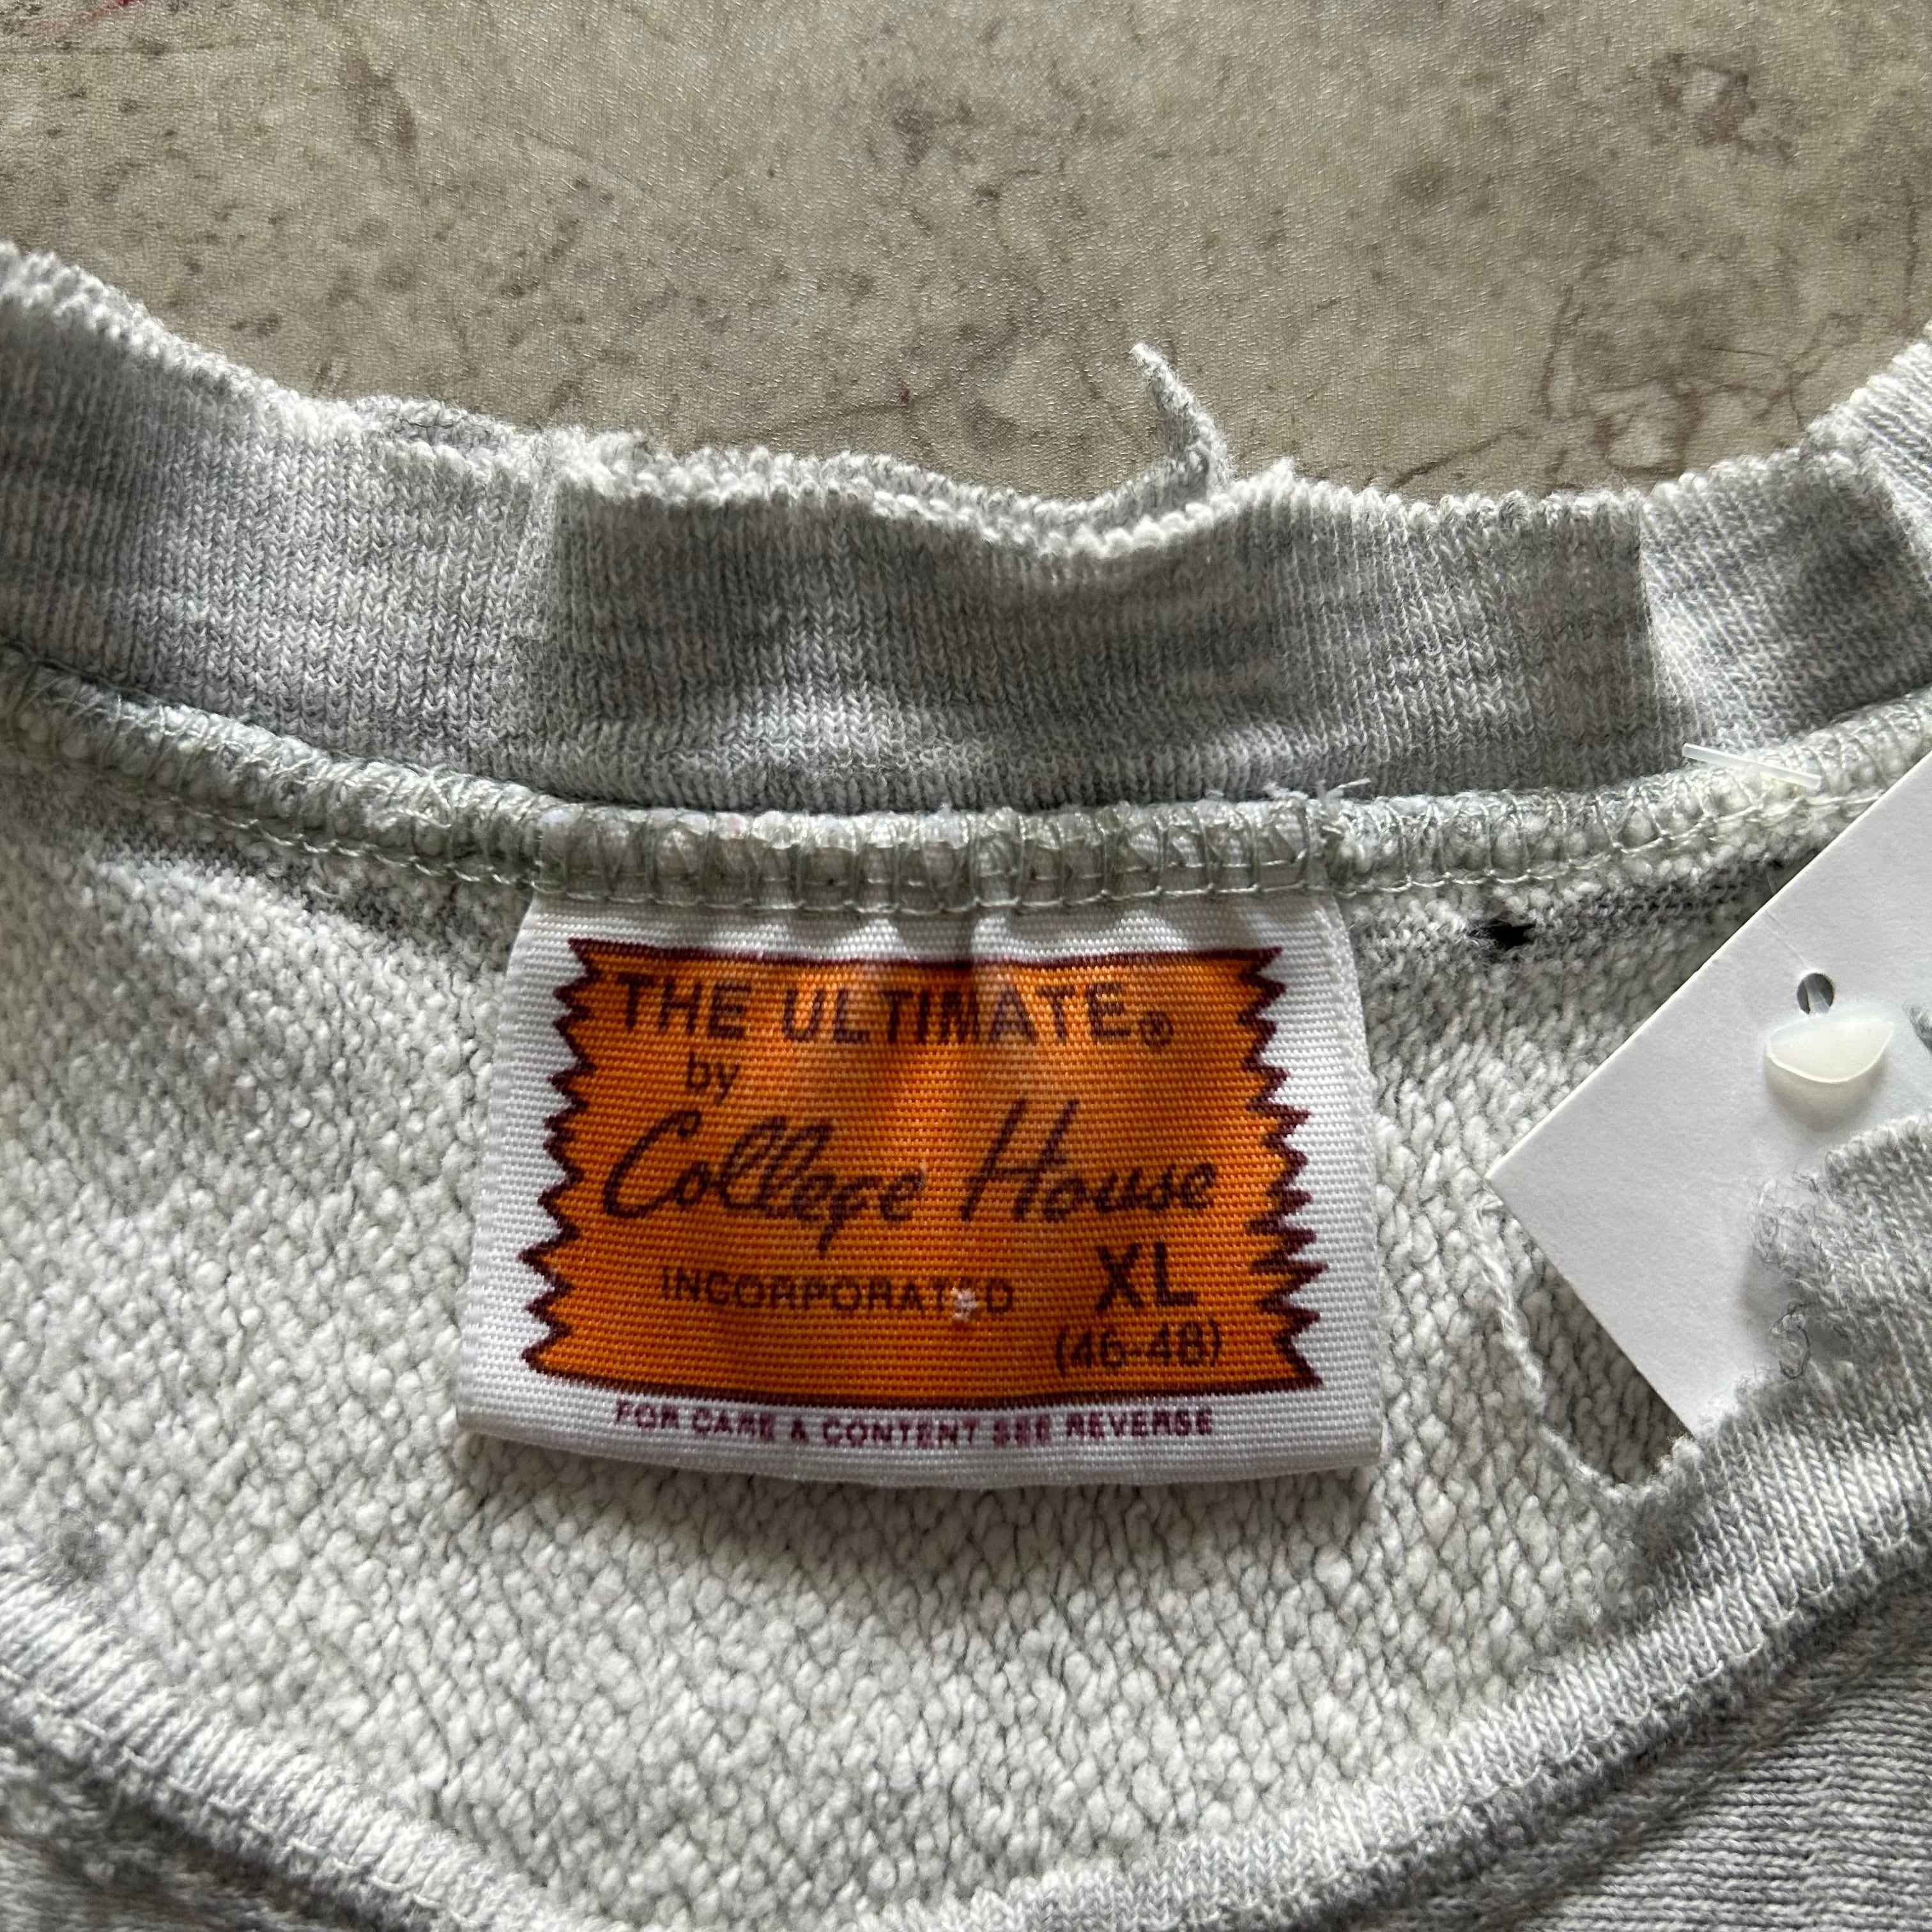 THE ULTIMATE®
by
College House
INCORPORATED XL
(46-48)
FOR CARE & CONTENT SEE REVERSE